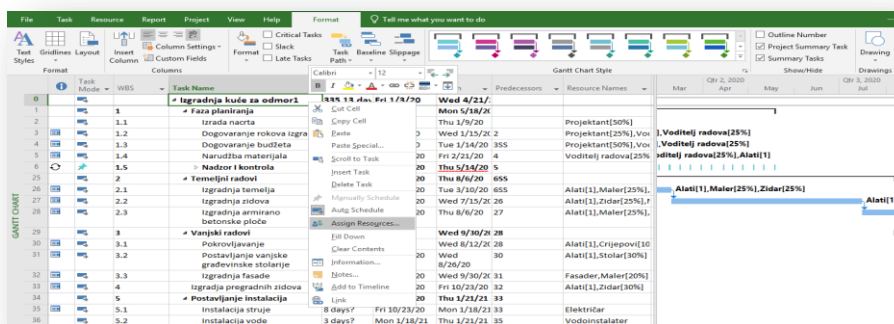 File Task Resource Report Project View Help Format Tell me what you want to do
Text Styles Gridlines Layout Insert Column Column Settings Custom Fields Format Critical Tasks Slack Late Tasks Task Path Baseline Slippage Outline Number Project Summary Task Summary Tasks Drawing
Format Columns Gantt Chart Style Show/Hide Drawings
Calibri 12
B I A
Task Mode WBS Task Name Predecessors Resource Names Qtr 2, 2020 Qtr 3, 2020
Mar Apr May Jun Jul
0 Izgradnja kuće za odmor1 Fri 1/3/20 Wed 4/21/
1 1 Faza planiranja Mon 5/18/2
2 1.1 Izrada nacrta Thu 1/9/20 Projektant[50%]
3 1.2 Dogovaranje rokova izgra Wed 1/15/2 2 Projektant[25%],Vo ,Voditelj radova[25%]
4 1.3 Dogovaranje budžeta Tue 1/14/20 3SS Projektant[50%],Vo ,Voditelj radova[25%]
5 1.4 Narudžba materijala Fri 2/21/20 4 Voditelj radova[25% oditelj radova[25%],Alati[1]
6 1.5 Nadzor i kontrola Thu 5/14/20 5
25 2 Temeljni radovi Thu 8/6/20 6SS
26 2.1 Izgradnja temelja Tue 3/10/20 6SS Alati[1],Maler[25%], Alati[1],Maler[25%],Zidar[25%]
27 2.2 Izgradnja zidova Wed 7/15/20 26 Alati[1],Zidar[25%], Alati[1
28 2.3 Izgradnja armirano betonske ploče Thu 8/6/20 27 Alati[1],Maler[25%],
29 3 Vanjski radovi Wed 9/30/2 28
30 3.1 Pokrovljavanje Wed 8/12/2 28 Alati[1],Crijepovi[10
31 3.2 Postavljanje vanjske građevinske stolarije Wed 8/26/20 30 Alati[1],Stolar[30%]
32 3.3 Izgradnja fasade Wed 9/30/2 31 Fasader,Maler[20%]
33 4 Izgradja pregradnih zidova Fri 10/23/20 32 Alati[1],Zidar[30%]
34 5 Postavljanje instalacija Thu 1/21/21 33
35 5.1 Instalacija struje 8 days? Fri 10/23/20 Mon 1/18/21 33 Električar
36 5.2 Instalacija vode 3 days? Mon 1/18/21 Thu 1/21/21 35 Vodoinstalater
Cut Cell
Copy Cell
Paste
Paste Special...
Scroll to Task
Insert Task
Delete Task
Manually Schedule
Auto Schedule
Assign Resources...
Fill Down
Clear Contents
Information...
Notes...
Add to Timeline
Link
GANTT CHART